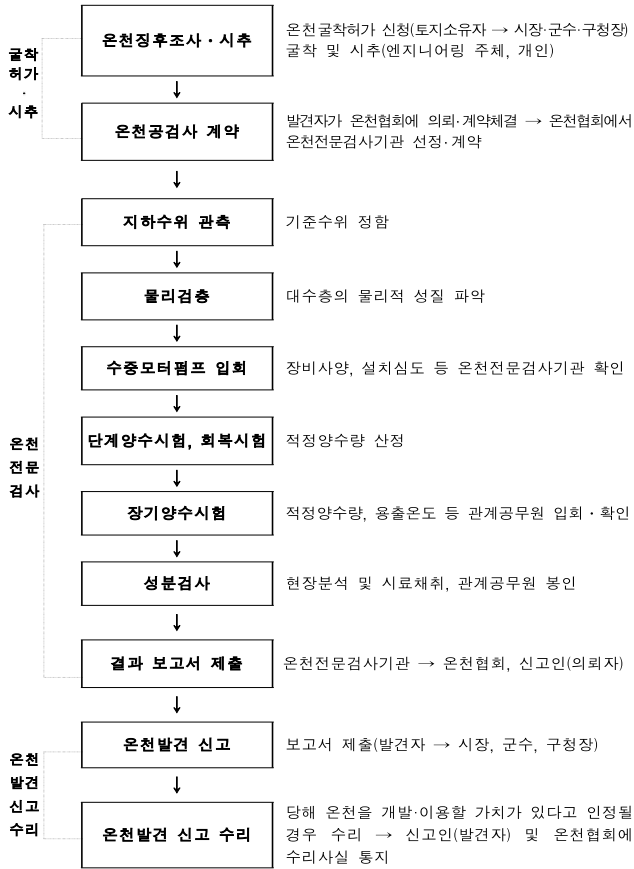 굴착
허가
·
시추
온천징후조사·시추
온천굴착허가 신청(토지소유자 → 시장·군수·구청장)
굴착 및 시추(엔지니어링 주체, 개인)
온천공검사 계약
발견자가 온천협회에 의뢰·계약체결 → 온천협회에서
온천전문검사기관 선정·계약
온천
전문
검사
지하수위 관측
기준수위 정함
물리검층
대수층의 물리적 성질 파악
수중모터펌프 입회
장비사양, 설치심도 등 온천전문검사기관 확인
단계양수시험, 회복시험
적정양수량 산정
장기양수시험
적정양수량, 용출온도 등 관계공무원 입회·확인
성분검사
현장분석 및 시료채취, 관계공무원 봉인
결과 보고서 제출
온천전문검사기관 → 온천협회, 신고인(의뢰자)
온천
발견
신고
수리
온천발견 신고
보고서 제출(발견자 → 시장, 군수, 구청장)
온천발견 신고 수리
당해 온천을 개발·이용할 가치가 있다고 인정될
경우 수리 → 신고인(발견자) 및 온천협회에
수리사실 통지